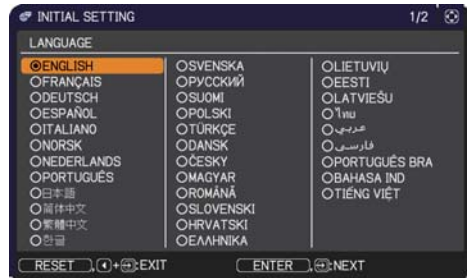 INITIAL SETTING 1/2
LANGUAGE
ENGLISH
FRANÇAIS
DEUTSCH
ESPAÑOL
ITALIANO
NORSK
NEDERLANDS
PORTUGUÊS
日本語
简体中文
繁體中文
한글
SVENSKA
РУССКИЙ
SUOMI
POLSKI
TÜRKÇE
DANSK
ČESKY
MAGYAR
ROMÂNĂ
SLOVENSKI
HRVATSKI
ΕΛΛΗΝΙΚΑ
LIETUVIŲ
EESTI
LATVIEŠU
ไทย
عربي
فارسی
PORTUGUÊS BRA
BAHASA IND
TIẾNG VIỆT
RESET , + :EXIT ENTER , :NEXT